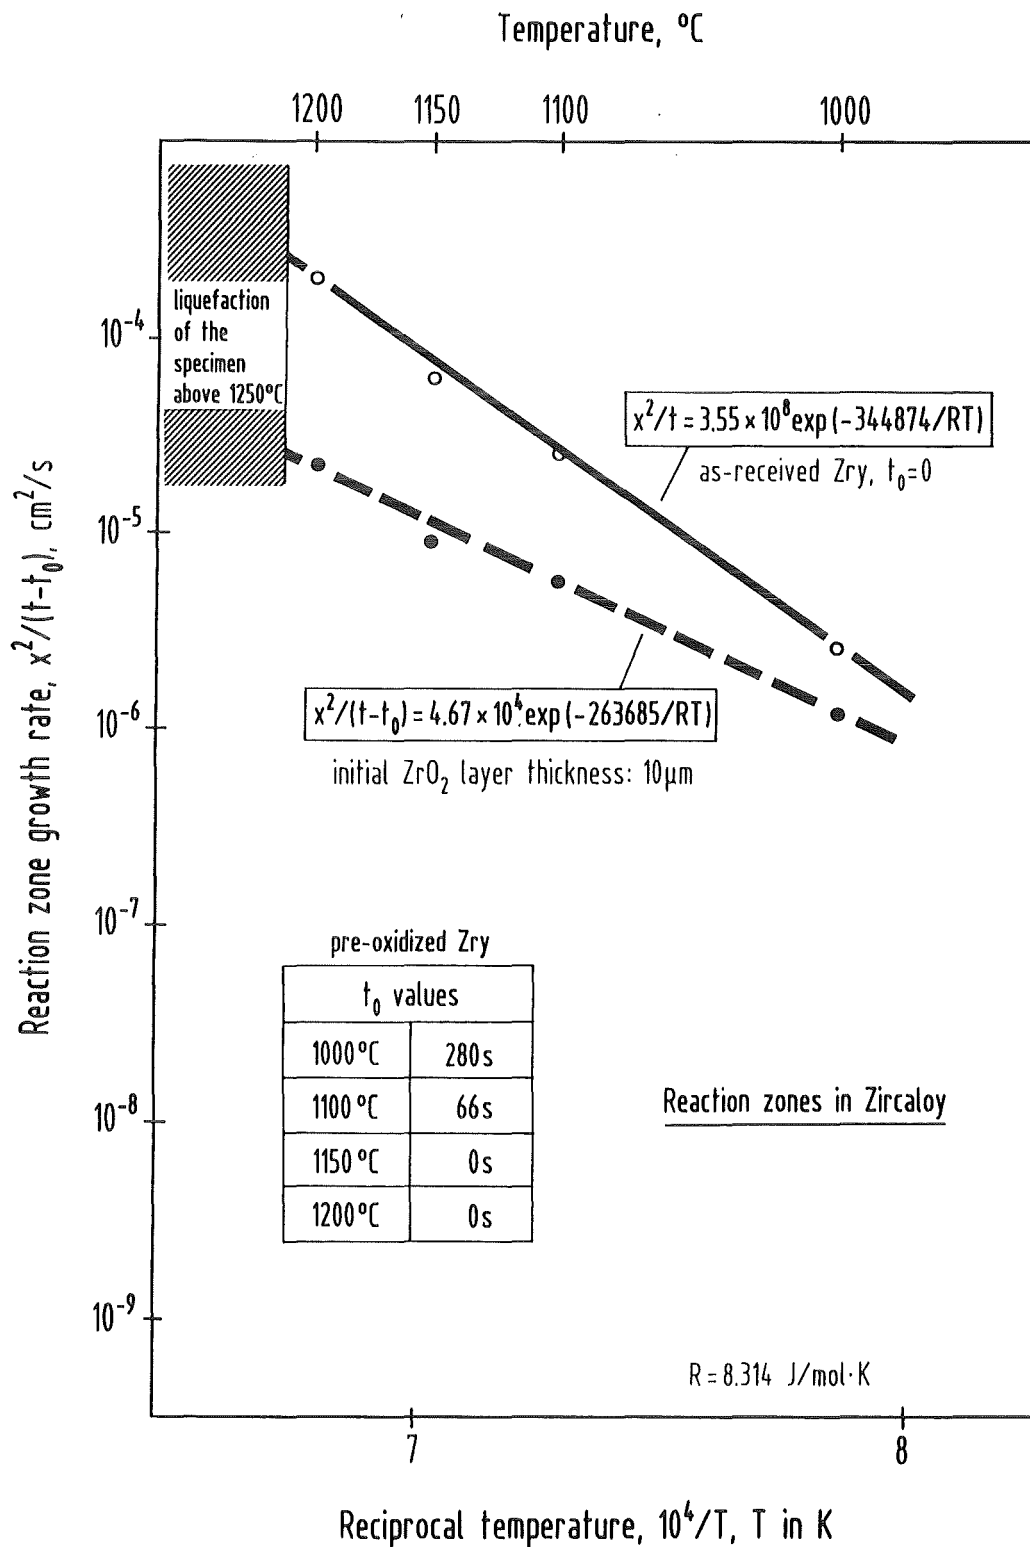 Temperature, °C
1200 1150 1100 1000
liquefaction
of the
specimen
above 1250°C
10⁻⁴
10⁻⁵
10⁻⁶
10⁻⁷
10⁻⁸
10⁻⁹
Reaction zone growth rate, x²/(t-t₀), cm²/s
x²/t = 3.55 × 10⁸ exp (-344874/RT)
as-received Zry, t₀=0
x²/(t-t₀) = 4.67 × 10⁴ exp (-263685/RT)
initial ZrO₂ layer thickness: 10µm
pre-oxidized Zry
t₀ values
1000°C 280s
1100°C 66s
1150°C 0s
1200°C 0s
Reaction zones in Zircaloy
R = 8.314 J/mol·K
7 8
Reciprocal temperature, 10⁴/T, T in K